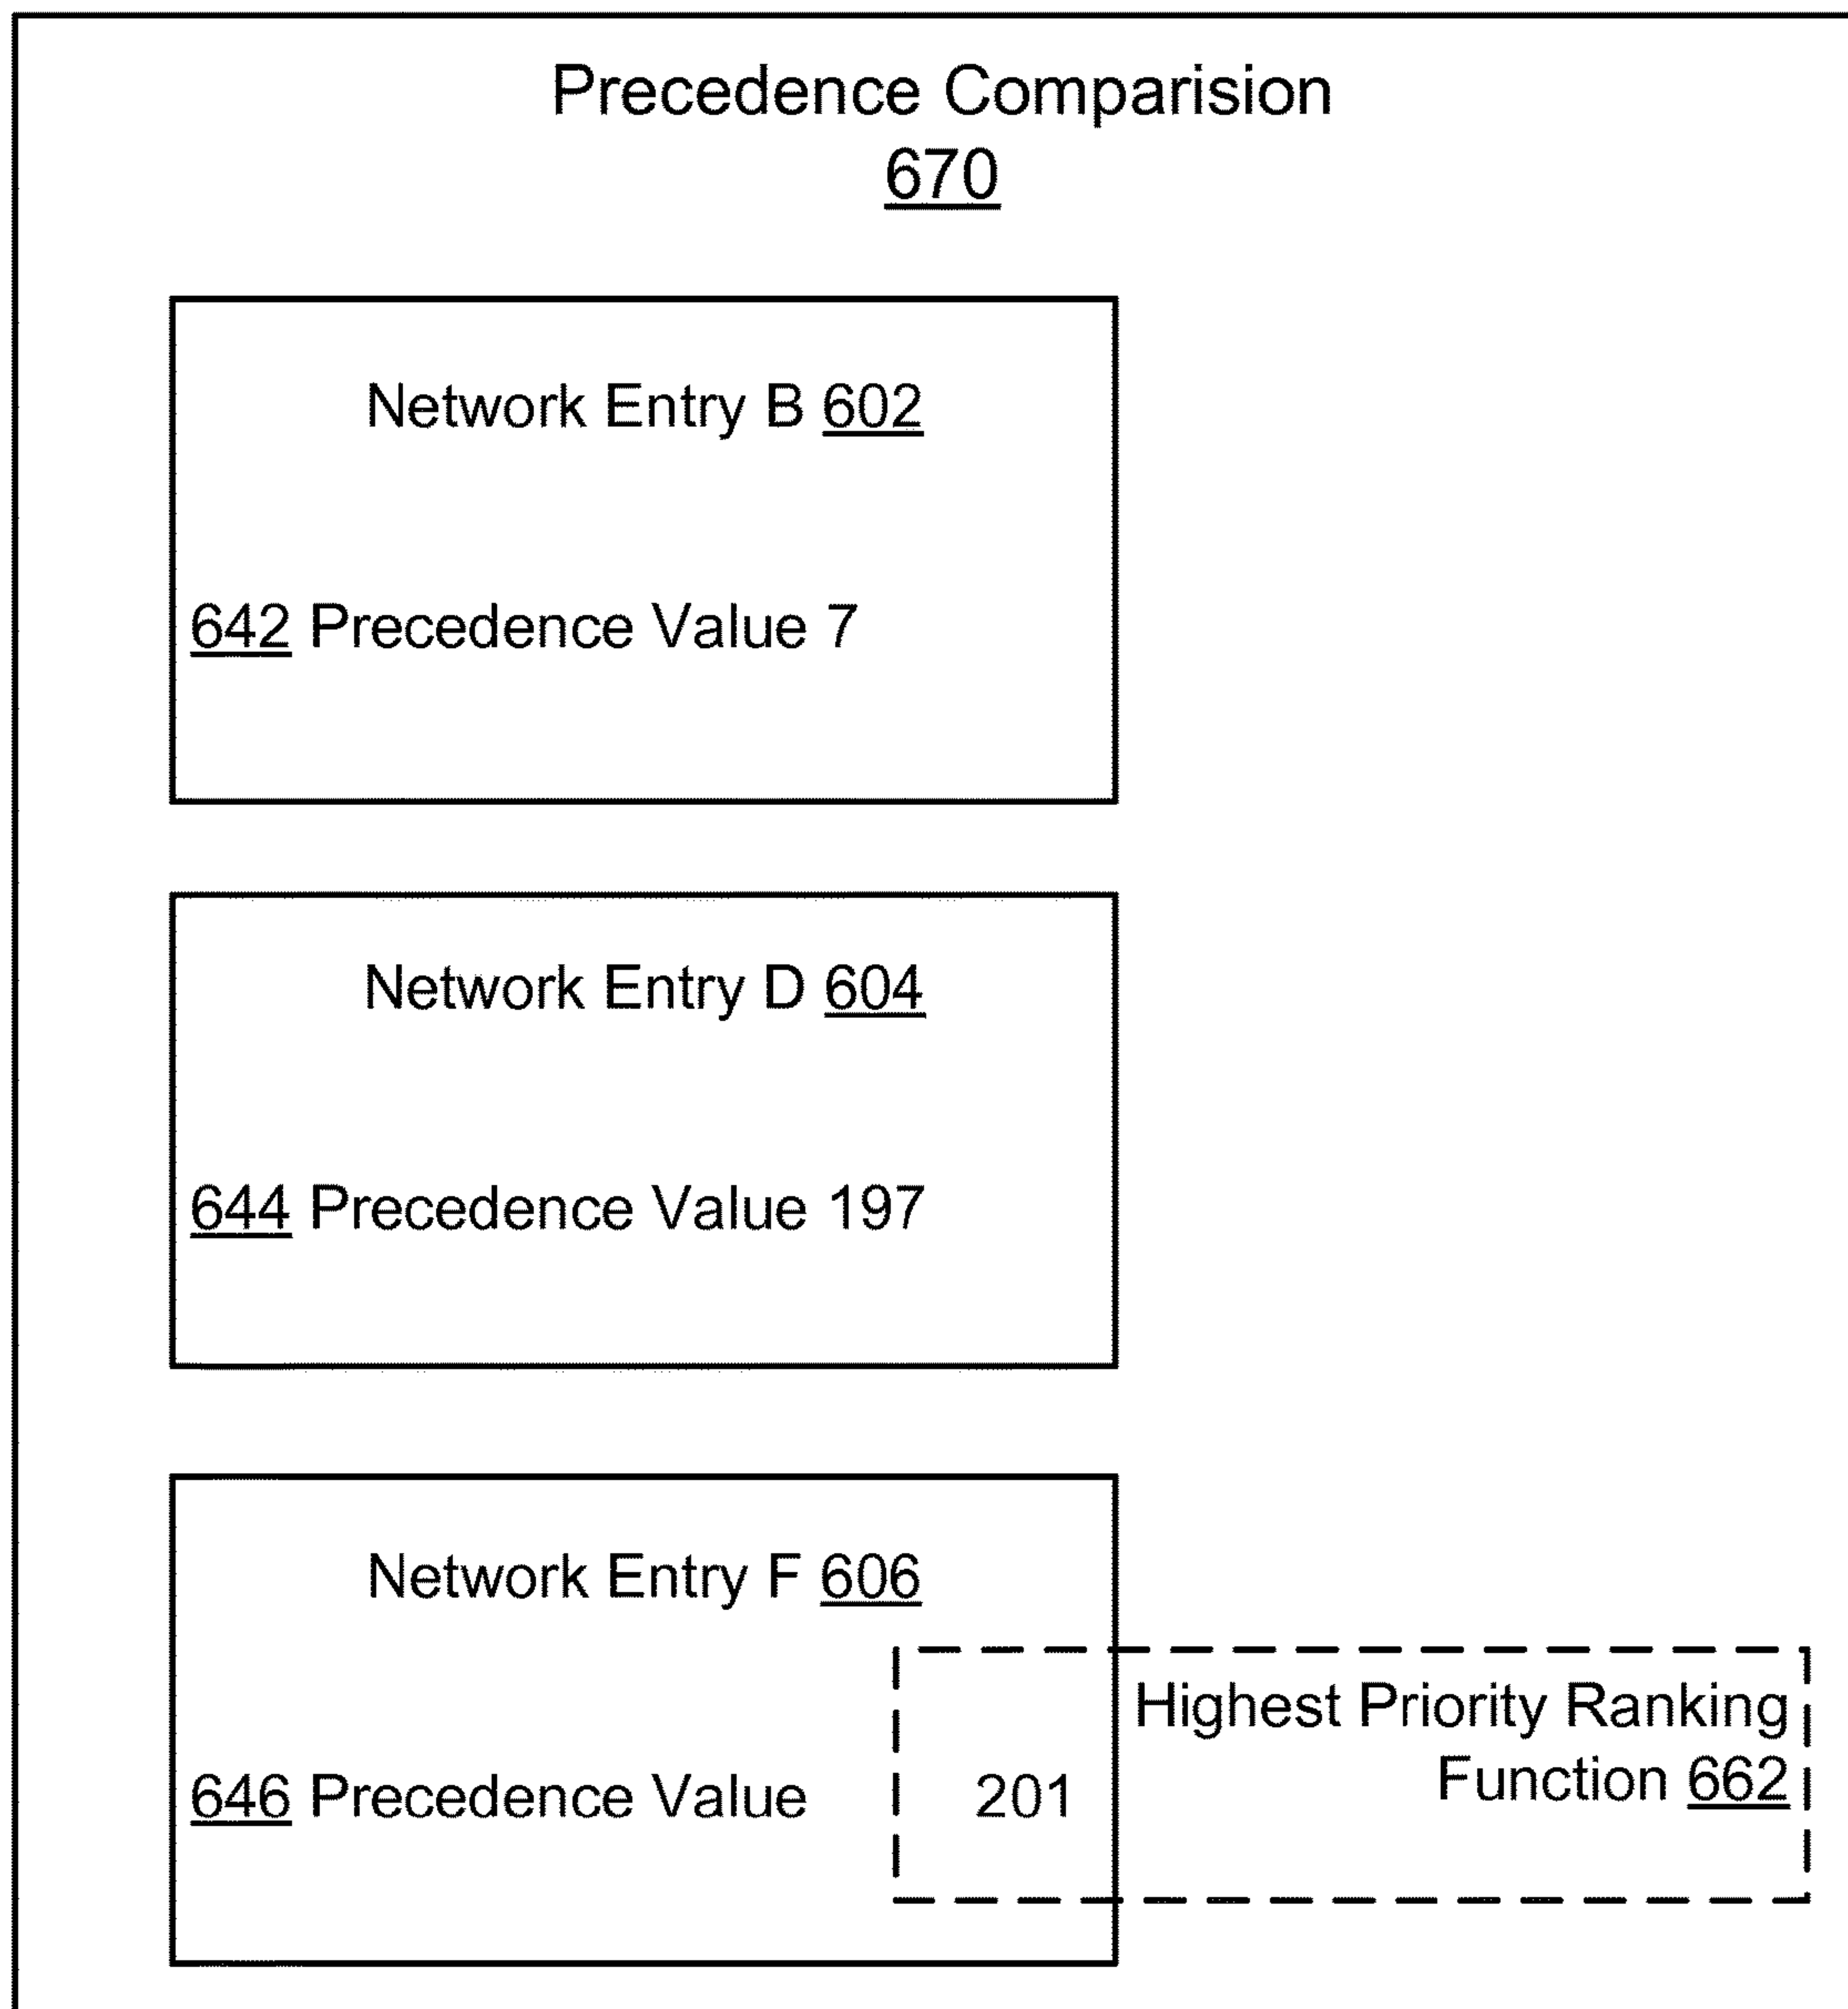 Precedence Comparision
670
Network Entry B 602
642 Precedence Value 7
Network Entry D 604
644 Precedence Value 197
Network Entry F 606
Highest Priority Ranking
Function 662
646 Precedence Value 201